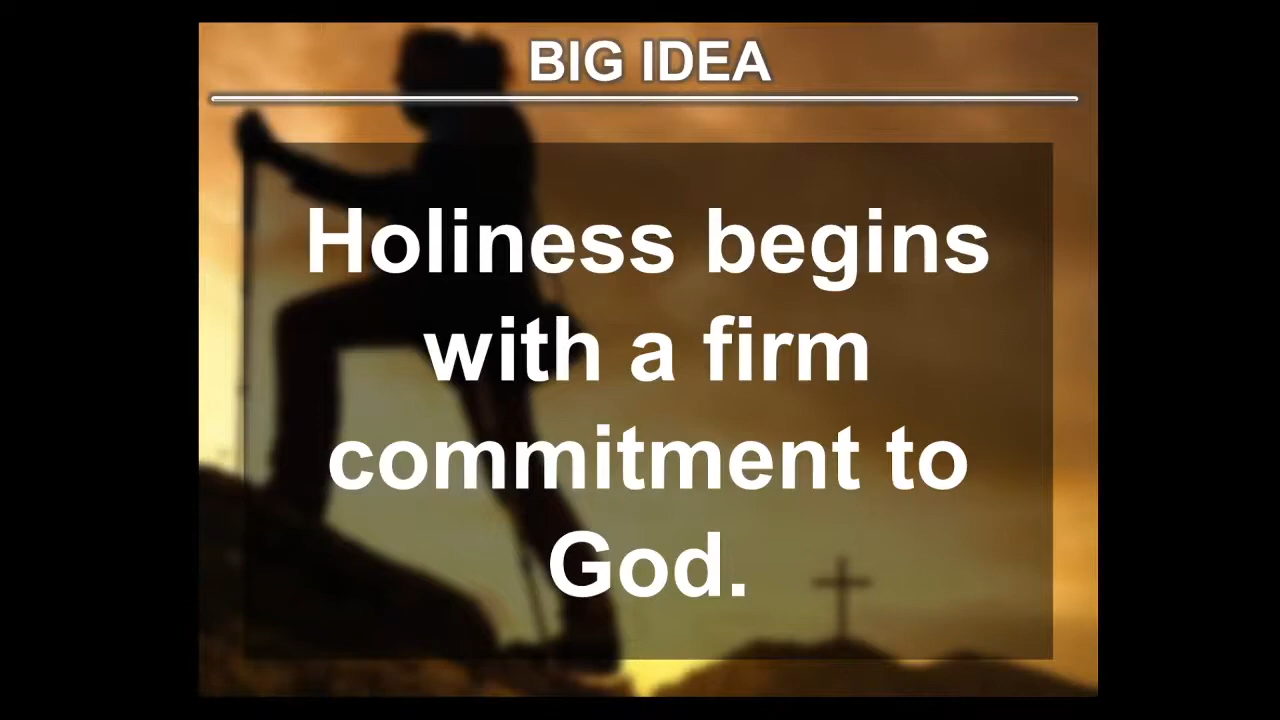 BIG IDEA
Holiness begins
with a firm
commitment to
God.